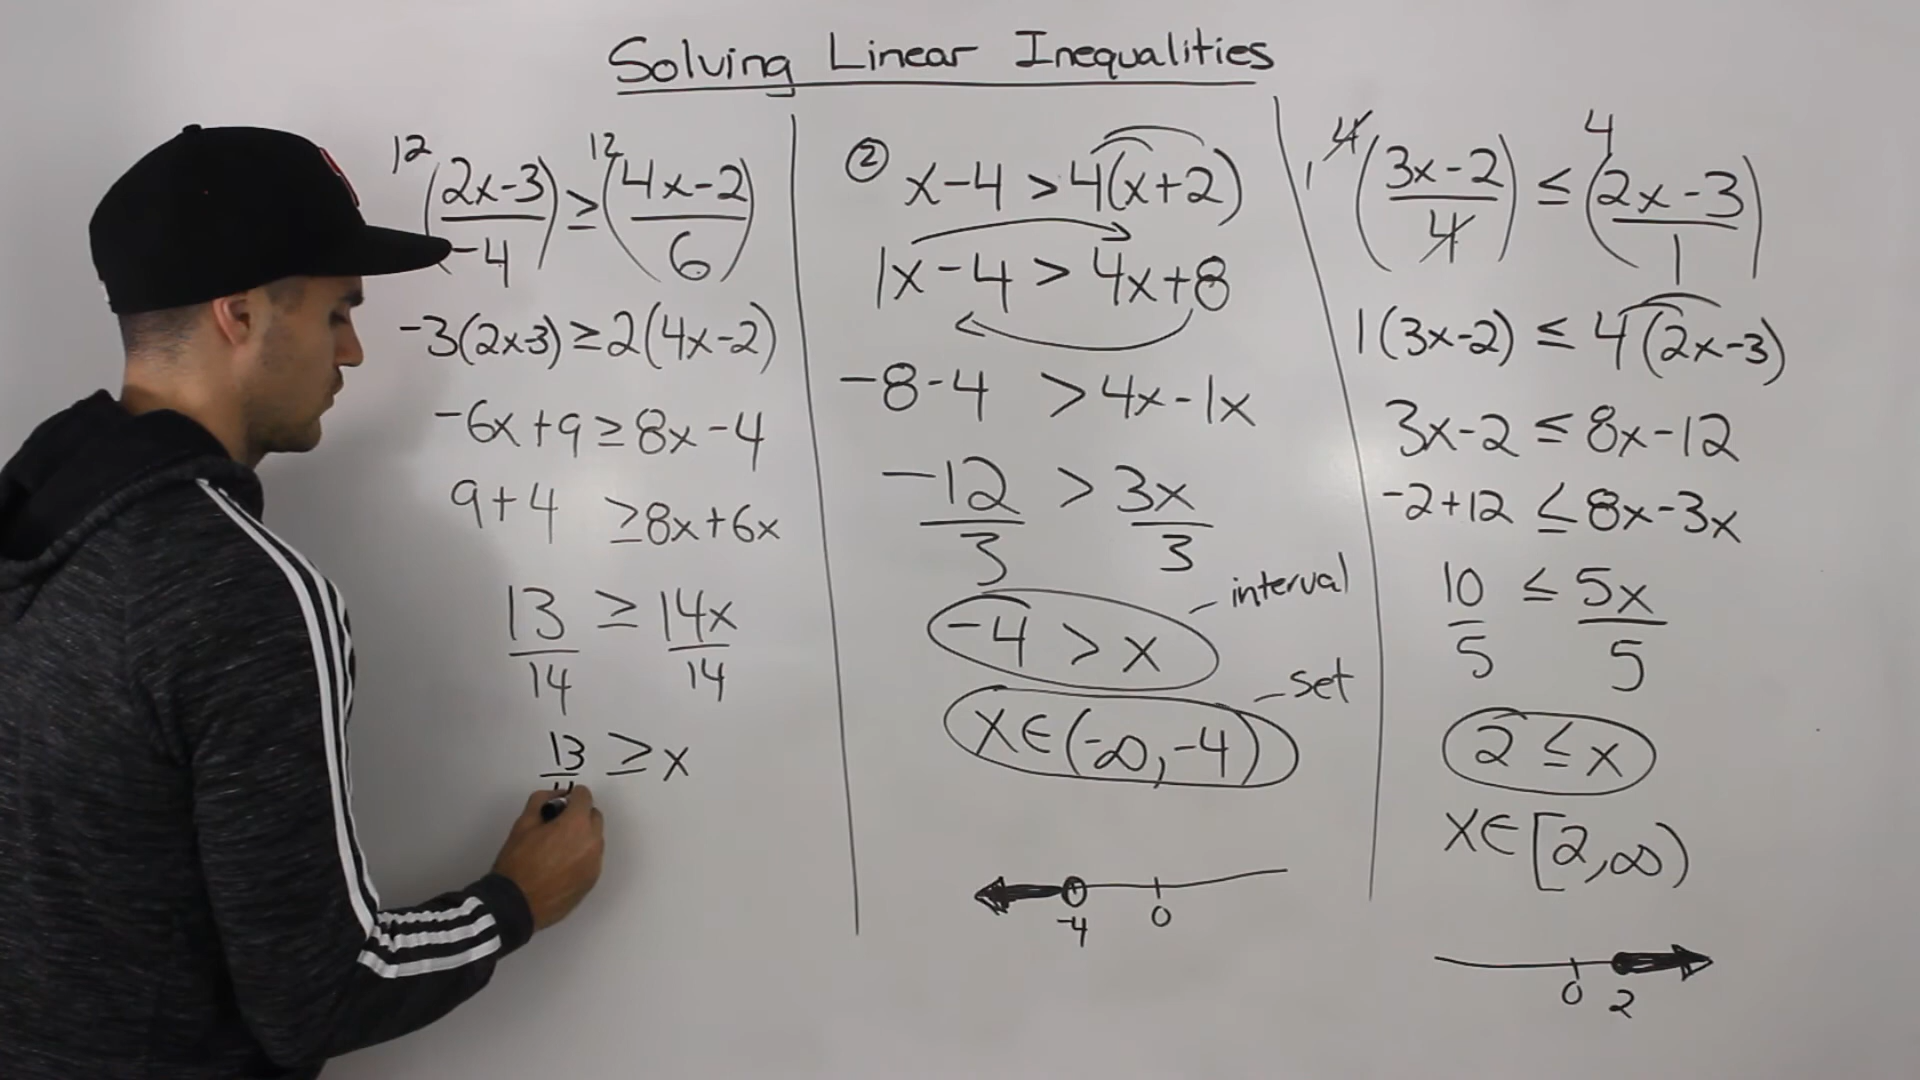 Solving Linear Inequalities
12 (2x-3)/-4 ≥ 12 (4x-2)/6
-3(2x-3) ≥ 2(4x-2)
-6x+9 ≥ 8x-4
9+4 ≥ 8x+6x
13/14 ≥ 14x/14
13 ≥ x
② x-4 > 4(x+2)
1x-4 > 4x+8
-8-4 > 4x-1x
-12/3 > 3x/3
-4 > x
interval
x∈(-∞,-4)
set
-4 0
1 4 (3x-2)/4 ≤ 4 (2x-3)/1
1(3x-2) ≤ 4(2x-3)
3x-2 ≤ 8x-12
-2+12 ≤ 8x-3x
10/5 ≤ 5x/5
2 ≤ x
x∈[2,∞)
0 2